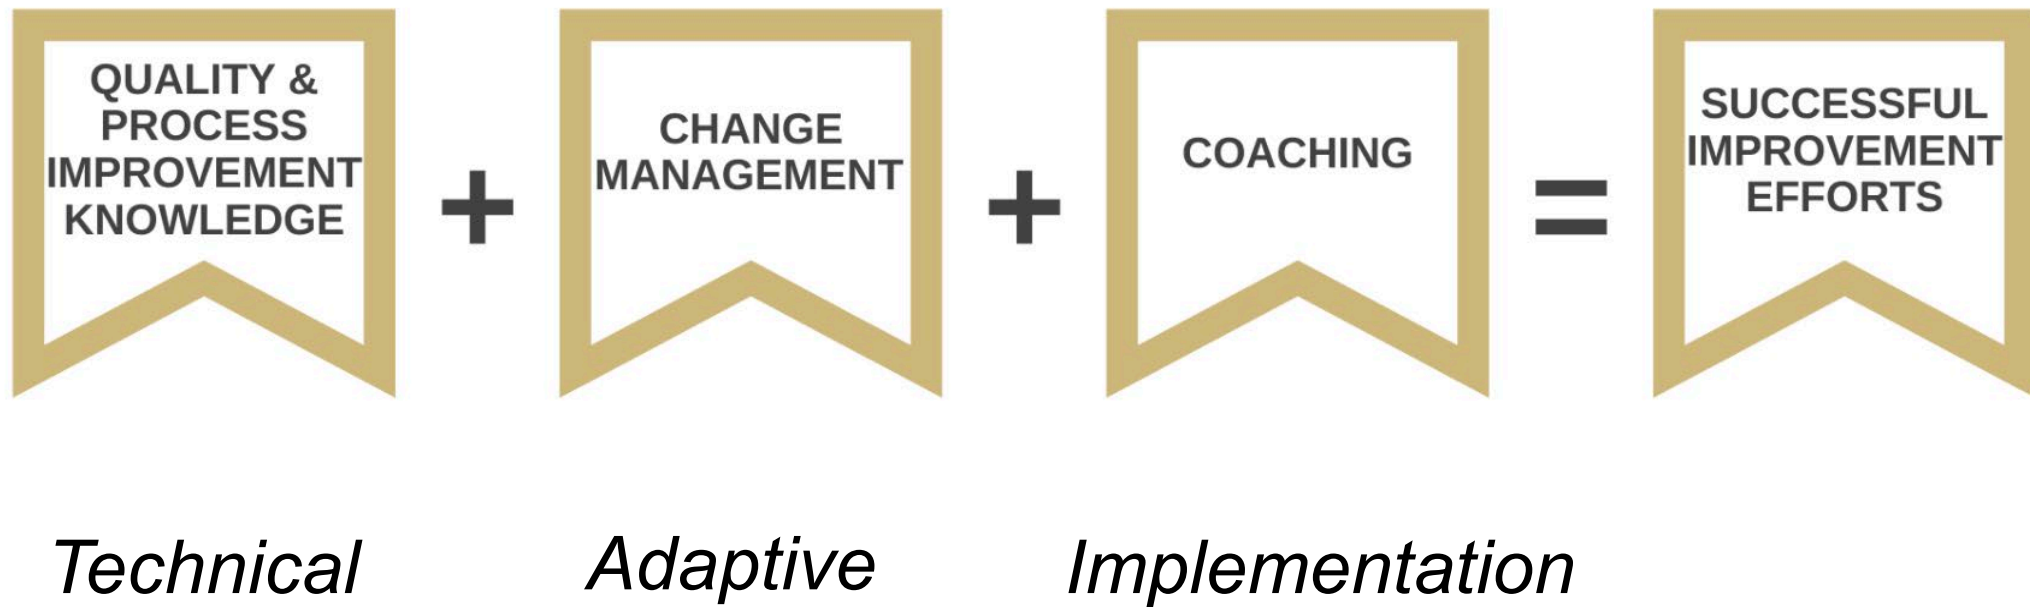 QUALITY &
PROCESS
IMPROVEMENT
KNOWLEDGE
+
CHANGE
MANAGEMENT
+
COACHING
=
SUCCESSFUL
IMPROVEMENT
EFFORTS
Technical
Adaptive
Implementation